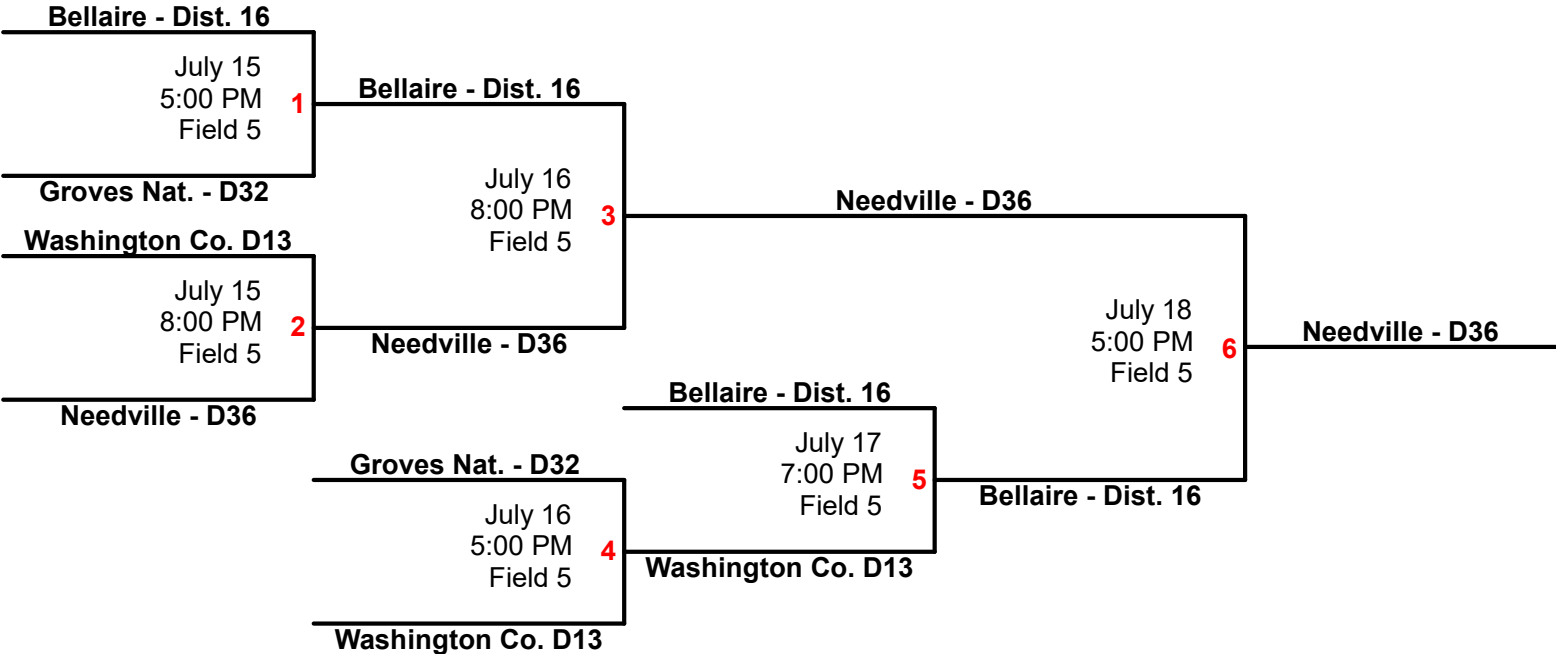 Bellaire - Dist. 16
July 15
5:00 PM
Field 5
1
Groves Nat. - D32
Bellaire - Dist. 16
Washington Co. D13
July 15
8:00 PM
Field 5
2
Needville - D36
July 16
8:00 PM
Field 5
3
Needville - D36
Needville - D36
Groves Nat. - D32
July 16
5:00 PM
Field 5
4
Washington Co. D13
Bellaire - Dist. 16
July 17
7:00 PM
Field 5
5
Washington Co. D13
July 18
5:00 PM
Field 5
6
Bellaire - Dist. 16
Needville - D36